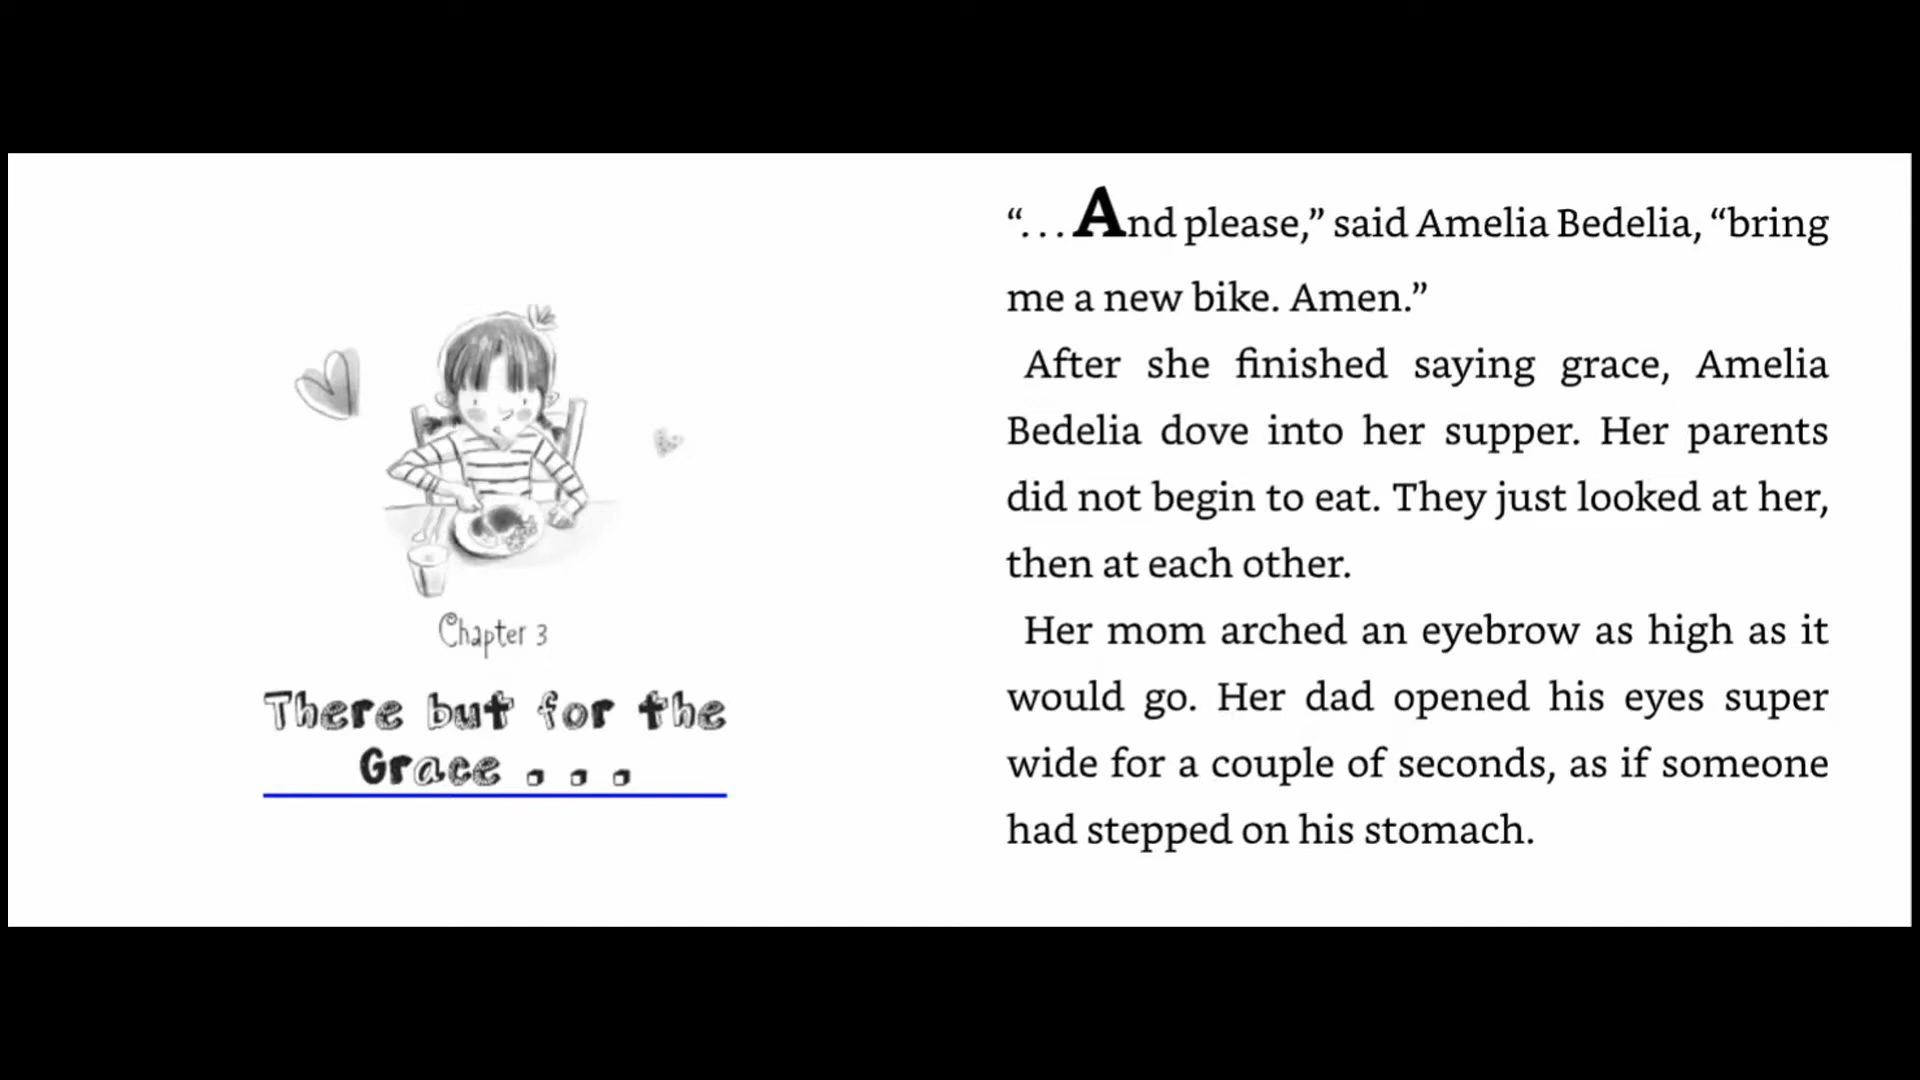 Chapter 3
There but for the
Grace . . .
“. . . And please,” said Amelia Bedelia, “bring
me a new bike. Amen.”
After she finished saying grace, Amelia
Bedelia dove into her supper. Her parents
did not begin to eat. They just looked at her,
then at each other.
Her mom arched an eyebrow as high as it
would go. Her dad opened his eyes super
wide for a couple of seconds, as if someone
had stepped on his stomach.